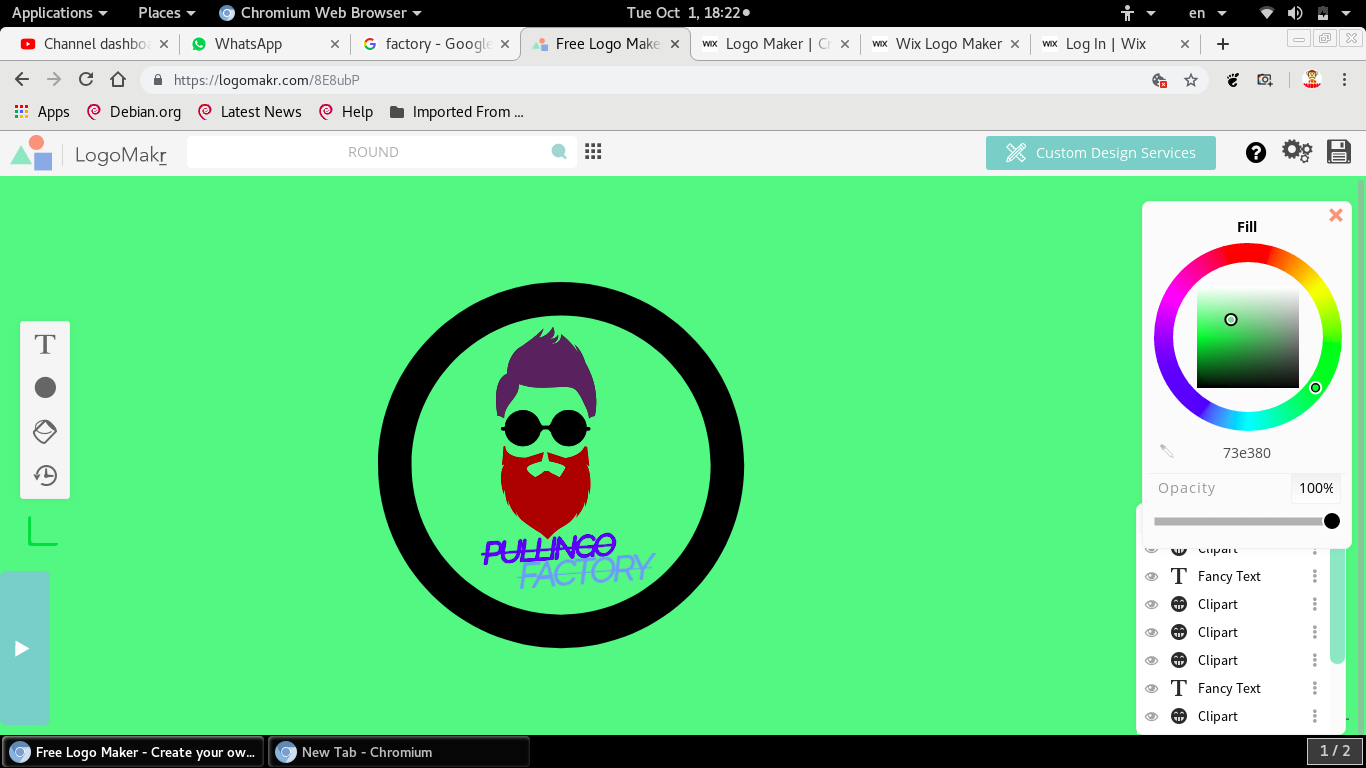 Applications Places Chromium Web Browser Tue Oct 1, 18:22 en
Channel dashbo WhatsApp factory - Google Free Logo Make Logo Maker | Cr Wix Logo Maker Log In | Wix
https://logomakr.com/8E8ubP
Apps Debian.org Latest News Help Imported From ...
LogoMakr ROUND Custom Design Services
Fill
73e380
Opacity 100%
PULLINGO
FACTORY
Clipart
Fancy Text
Clipart
Clipart
Clipart
Fancy Text
Clipart
Free Logo Maker - Create your ow... New Tab - Chromium 1 / 2